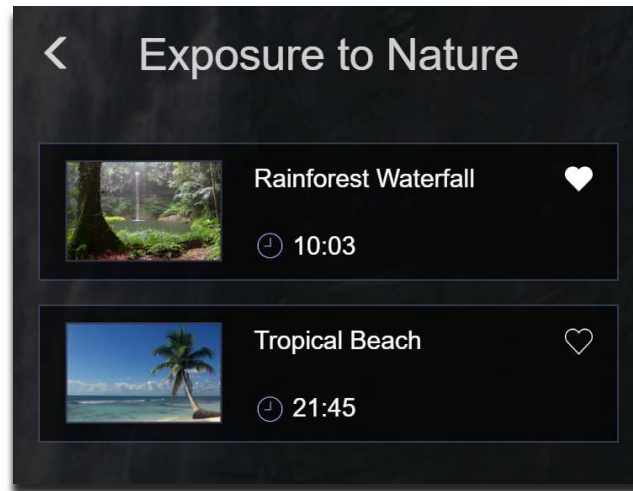 Exposure to Nature
Rainforest Waterfall
10:03
Tropical Beach
21:45